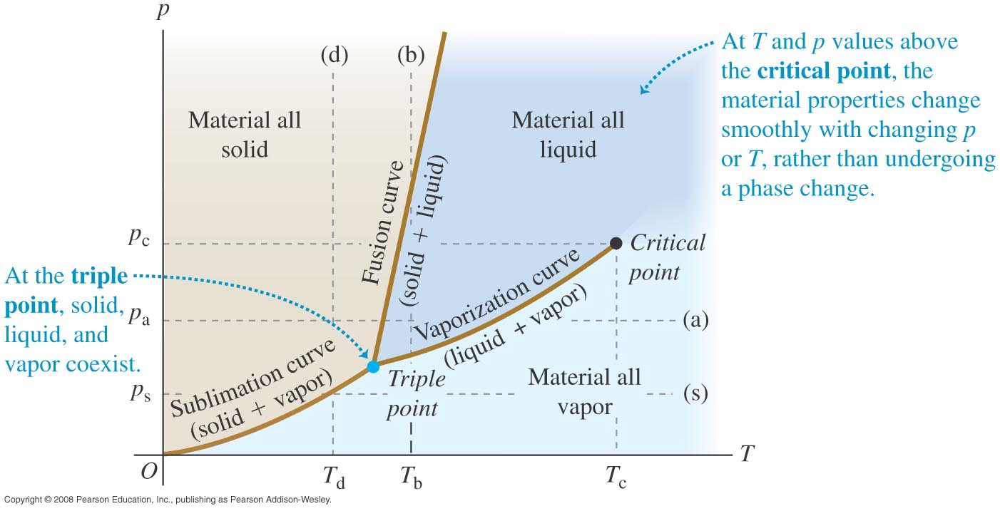 p
(d)
(b)
At T and p values above
the critical point, the
material properties change
smoothly with changing p
or T, rather than undergoing
a phase change.
Material all
solid
Material all
liquid
Fusion curve
(solid + liquid)
pc
Critical
point
At the triple
point, solid,
liquid, and
vapor coexist.
pa
(a)
Vaporization curve
(liquid + vapor)
Sublimation curve
(solid + vapor)
Triple
point
Material all
vapor
ps
(s)
O
Td
Tb
Tc
T
Copyright © 2008 Pearson Education, Inc., publishing as Pearson Addison-Wesley.